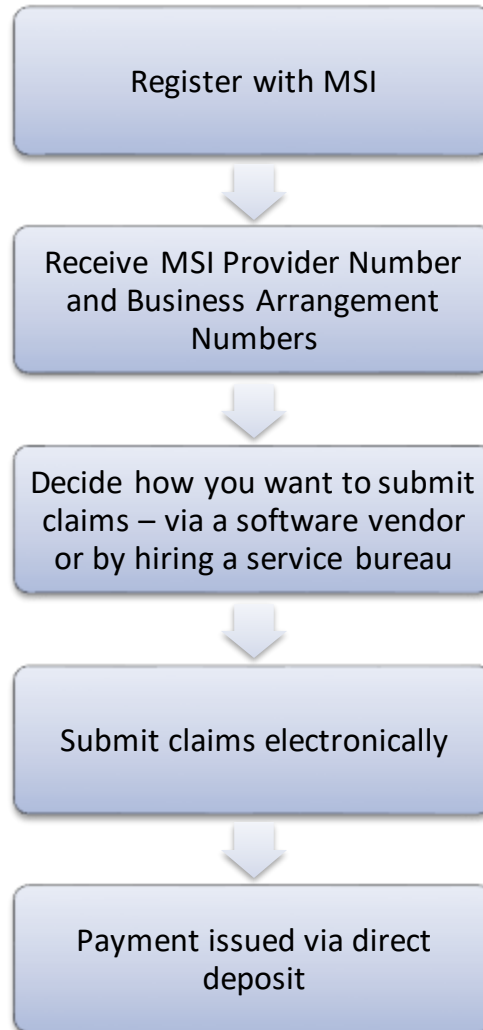 Register with MSI
Receive MSI Provider Number
and Business Arrangement
Numbers
Decide how you want to submit
claims – via a software vendor
or by hiring a service bureau
Submit claims electronically
Payment issued via direct
deposit